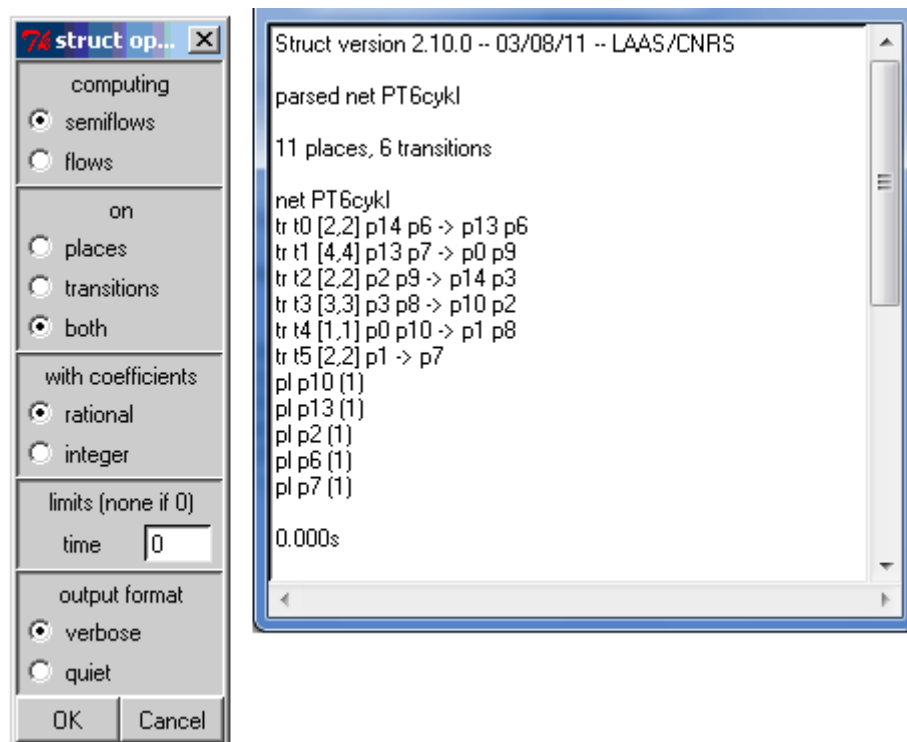 struct op...
computing
semiflows
flows
on
places
transitions
both
with coefficients
rational
integer
limits (none if 0)
time 0
output format
verbose
quiet
OK Cancel
Struct version 2.10.0 -- 03/08/11 -- LAAS/CNRS
parsed net PT6cykl
11 places, 6 transitions
net PT6cykl
tr t0 [2,2] p14 p6 -> p13 p6
tr t1 [4,4] p13 p7 -> p0 p9
tr t2 [2,2] p2 p9 -> p14 p3
tr t3 [3,3] p3 p8 -> p10 p2
tr t4 [1,1] p0 p10 -> p1 p8
tr t5 [2,2] p1 -> p7
pl p10 (1)
pl p13 (1)
pl p2 (1)
pl p6 (1)
pl p7 (1)
0.000s